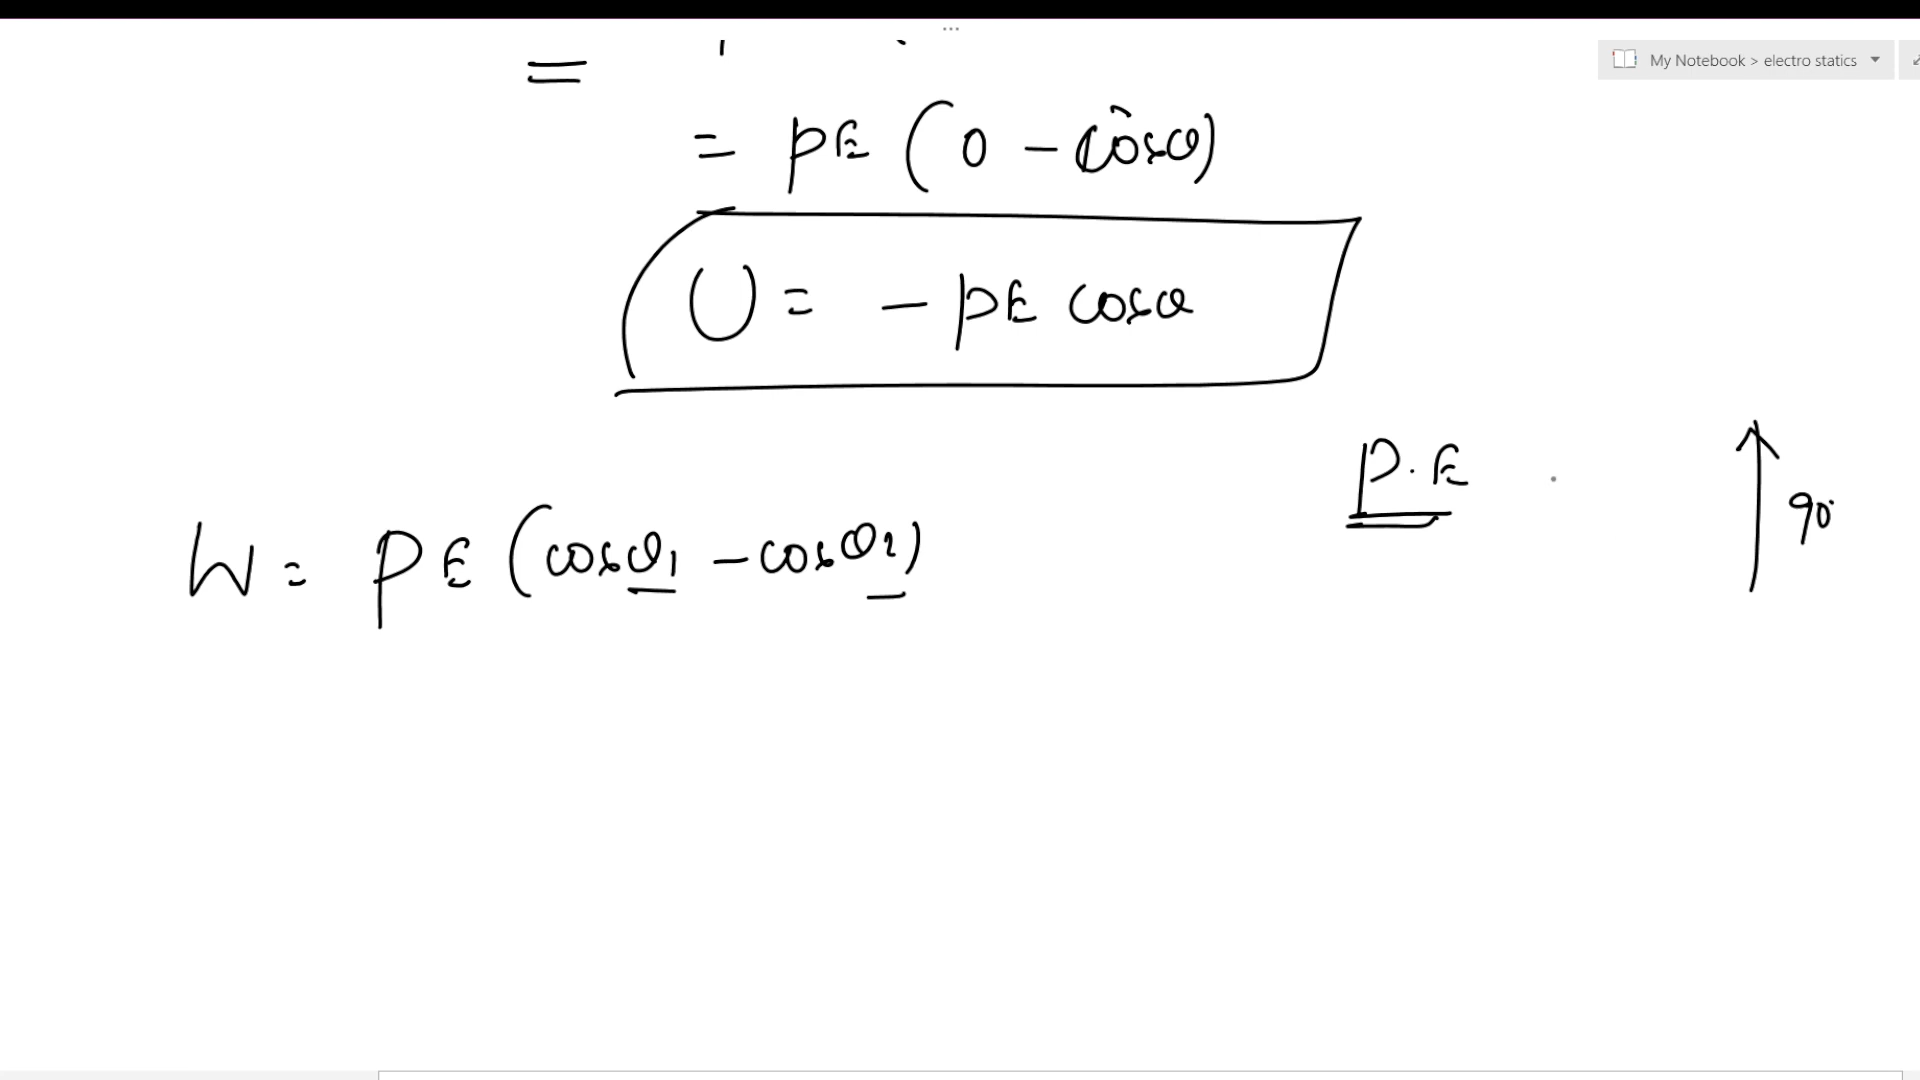 My Notebook > electro statics
=
= PE (0 - cosθ)
U = - PE cosθ
P.E
90°
W = PE (cosθ1 - cosθ2)